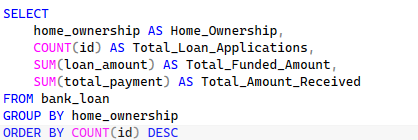 SELECT
    home_ownership AS Home_Ownership,
    COUNT(id) AS Total_Loan_Applications,
    SUM(loan_amount) AS Total_Funded_Amount,
    SUM(total_payment) AS Total_Amount_Received
FROM bank_loan
GROUP BY home_ownership
ORDER BY COUNT(id) DESC